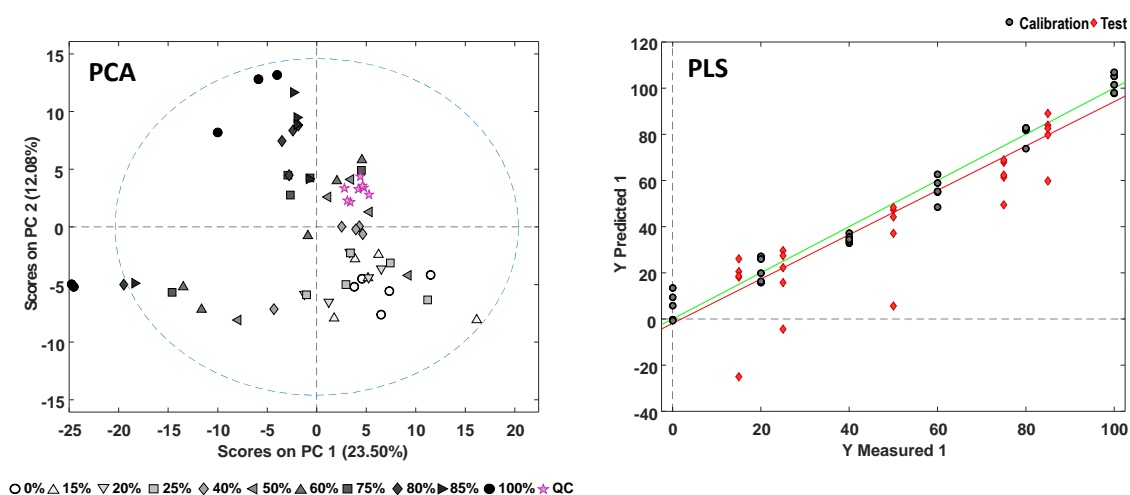 PCA
15
10
5
0
-5
-10
-15
Scores on PC 2 (12.08%)
-25 -20 -15 -10 -5 0 5 10 15 20
Scores on PC 1 (23.50%)
0% 15% 20% 25% 40% 50% 60% 75% 80% 85% 100% QC
Calibration Test
PLS
120
100
80
60
40
20
0
-20
-40
Y Predicted 1
0 20 40 60 80 100
Y Measured 1